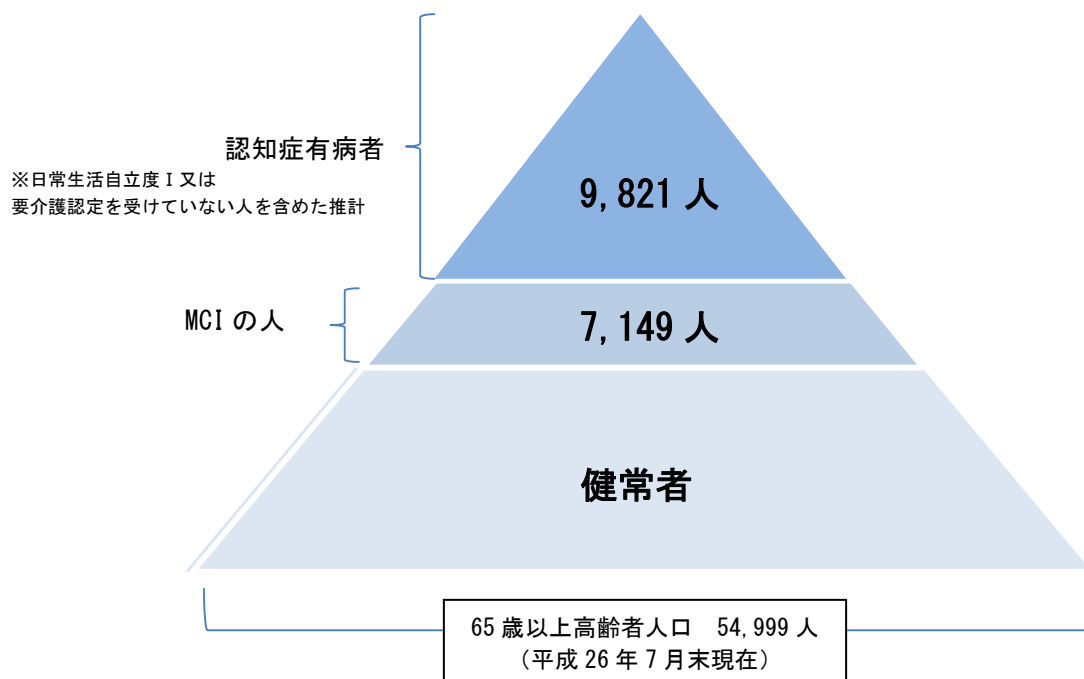 認知症有病者
※日常生活自立度Ⅰ又は
要介護認定を受けていない人を含めた推計
9,821 人
MCI の人
7,149 人
健常者
65 歳以上高齢者人口　54,999 人
（平成 26 年 7 月末現在）